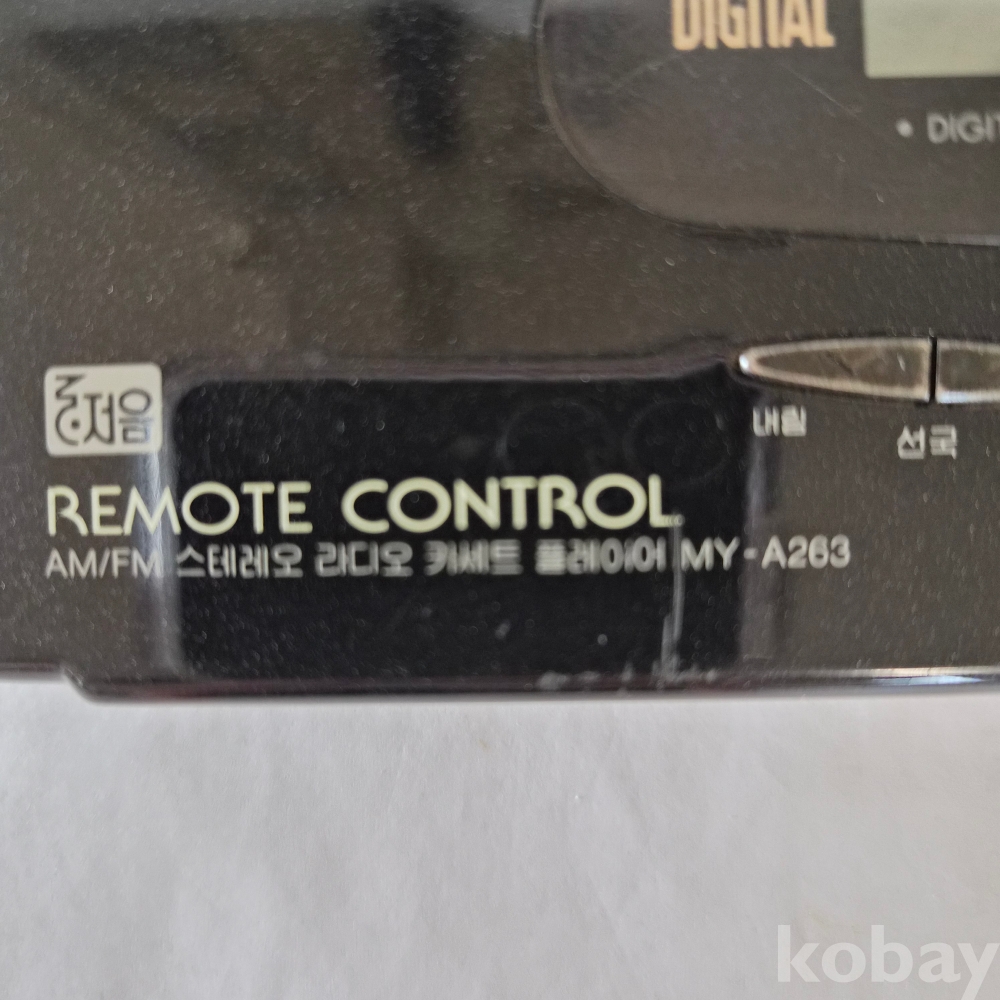 DIGITAL
• DIGIT
저음
내림
선국
REMOTE CONTROL
AM/FM 스테레오 라디오 카세트 플레이어 MY-A263
kobay